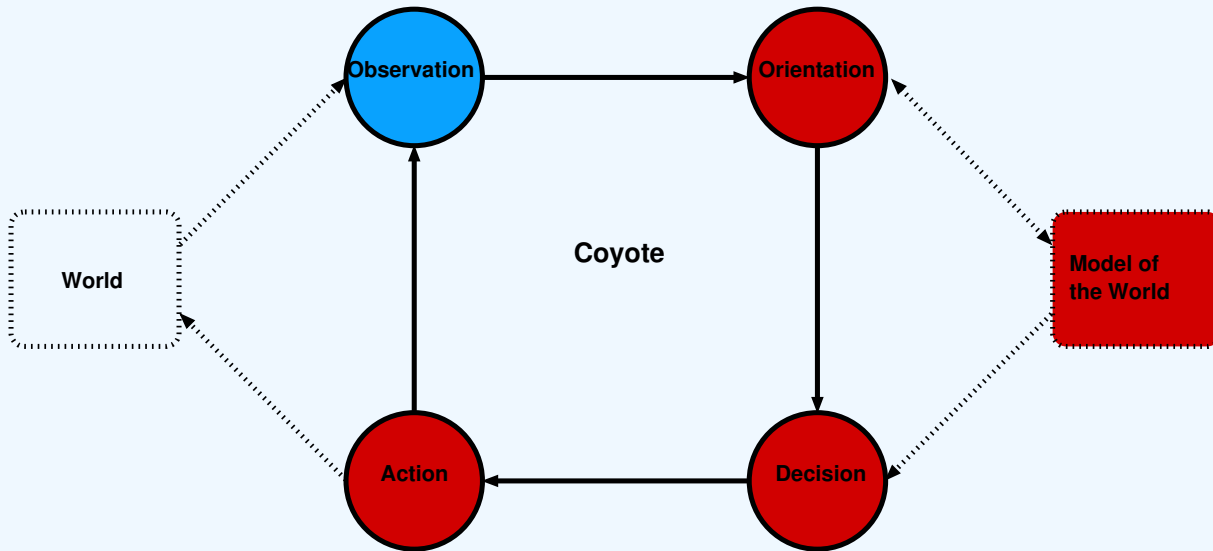 Observation
Orientation
Coyote
World
Model of
the World
Action
Decision